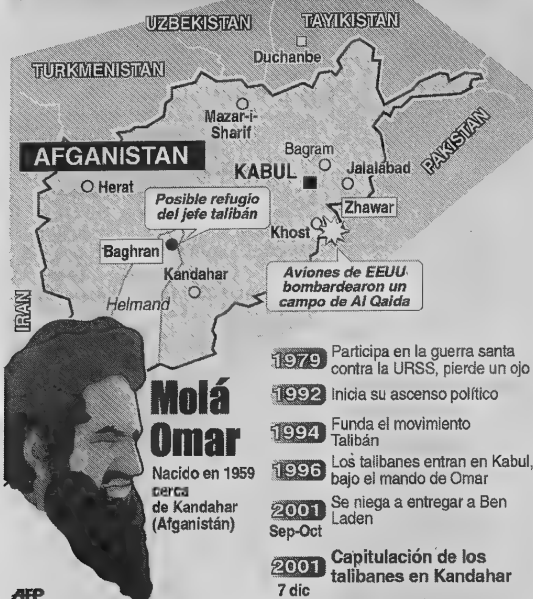 UZBEKISTAN
TAYIKISTAN
Duchanbe
TURKMENISTAN
Mazar-i-
Sharif
PAKISTAN
Bagram
AFGANISTAN
KABUL
Jalalabad
Herat
Posible refugio
del jefe talibán
Zhawar
Khost
Baghran
Kandahar
Aviones de EEUU
bombardearon un
campo de Al Qaida
Helmand
IRAN
Molá
Omar
Nacido en 1959
cerca
de Kandahar
(Afganistán)
1979 Participa en la guerra santa
contra la URSS, pierde un ojo
1992 Inicia su ascenso político
1994 Funda el movimiento
Talibán
1996 Los talibanes entran en Kabul,
bajo el mando de Omar
2001 Se niega a entregar a Ben
Sep-Oct Laden
2001 Capitulación de los
talibanes en Kandahar
7 dic
AFP